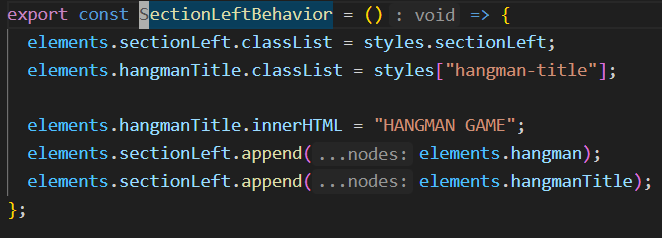 export const SectionLeftBehavior = () : void => {
elements.sectionLeft.classList = styles.sectionLeft;
elements.hangmanTitle.classList = styles["hangman-title"];
elements.hangmanTitle.innerHTML = "HANGMAN GAME";
elements.sectionLeft.append(...nodes: elements.hangman);
elements.sectionLeft.append(...nodes: elements.hangmanTitle);
};